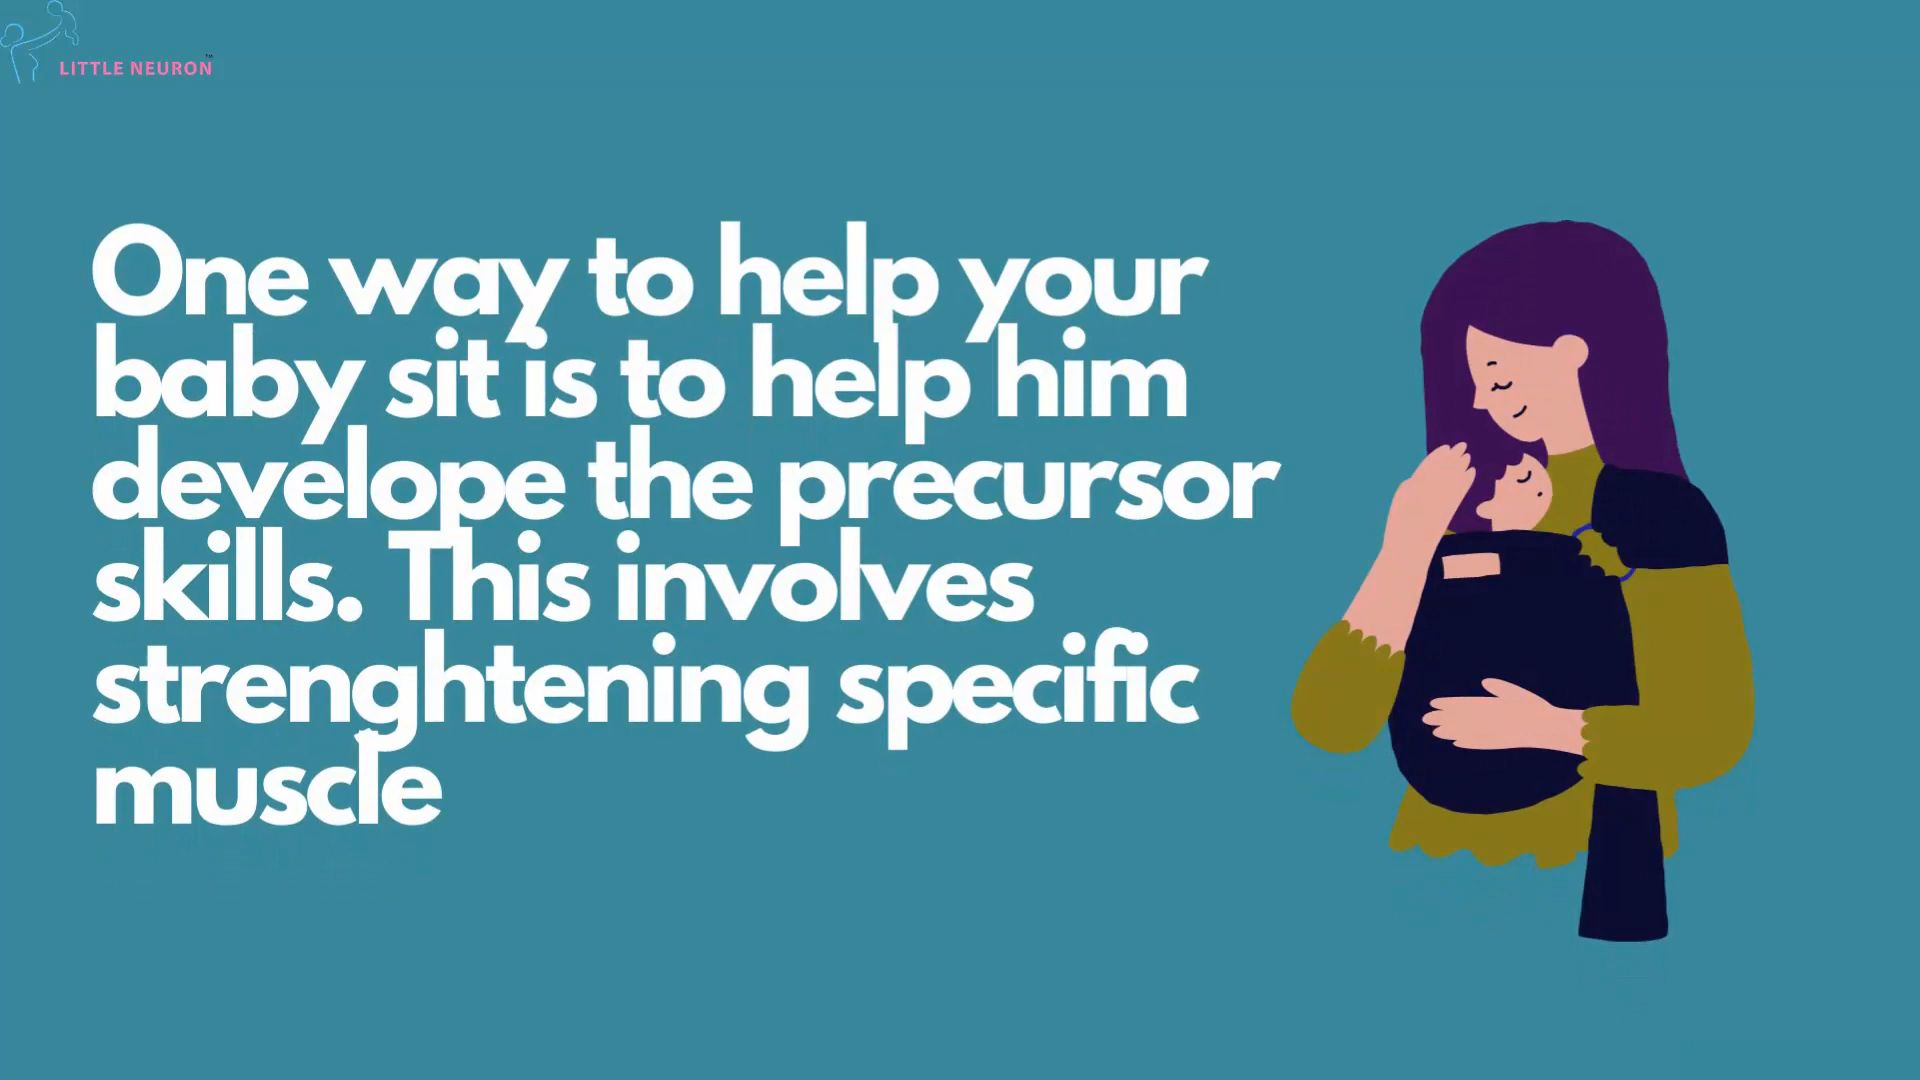 LITTLE NEURON™
One way to help your
baby sit is to help him
develope the precursor
skills. This involves
strenghtening specific
muscle